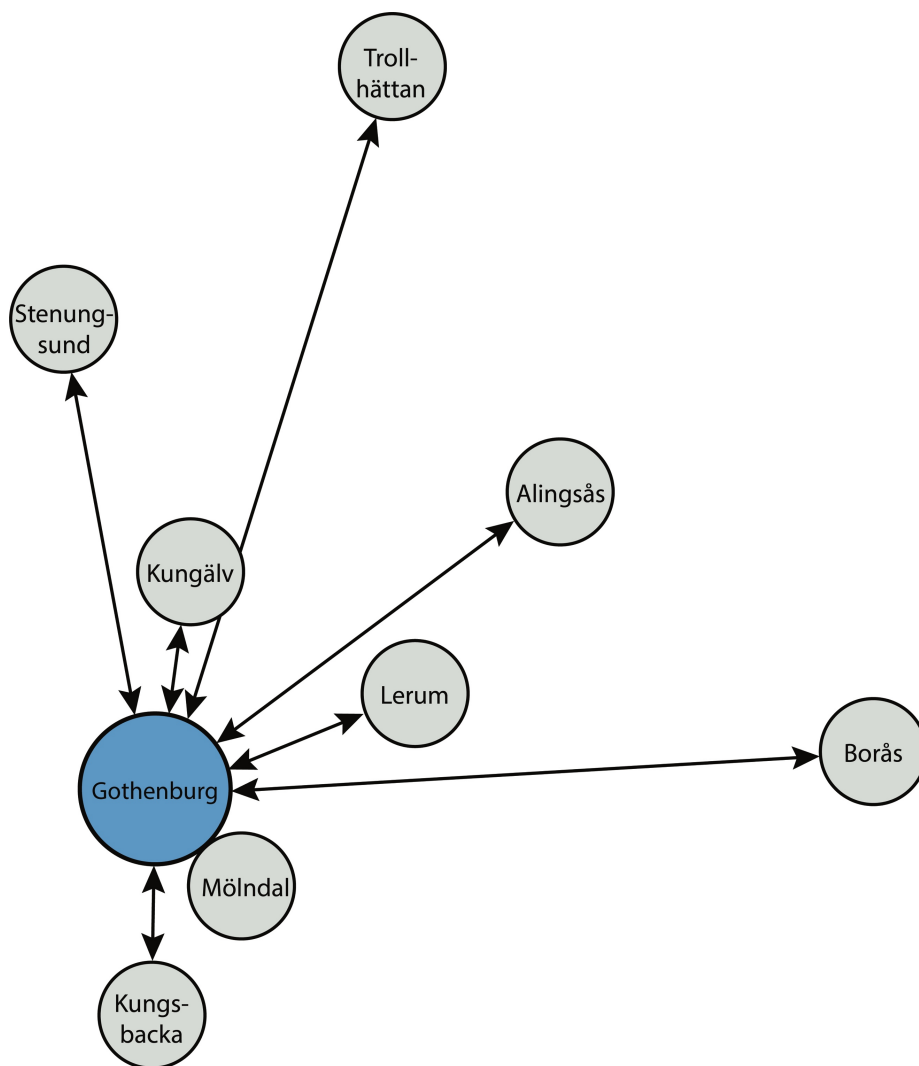 Troll-
hättan
Stenung-
sund
Alingsås
Kungälv
Lerum
Borås
Gothenburg
Mölndal
Kungs-
backa